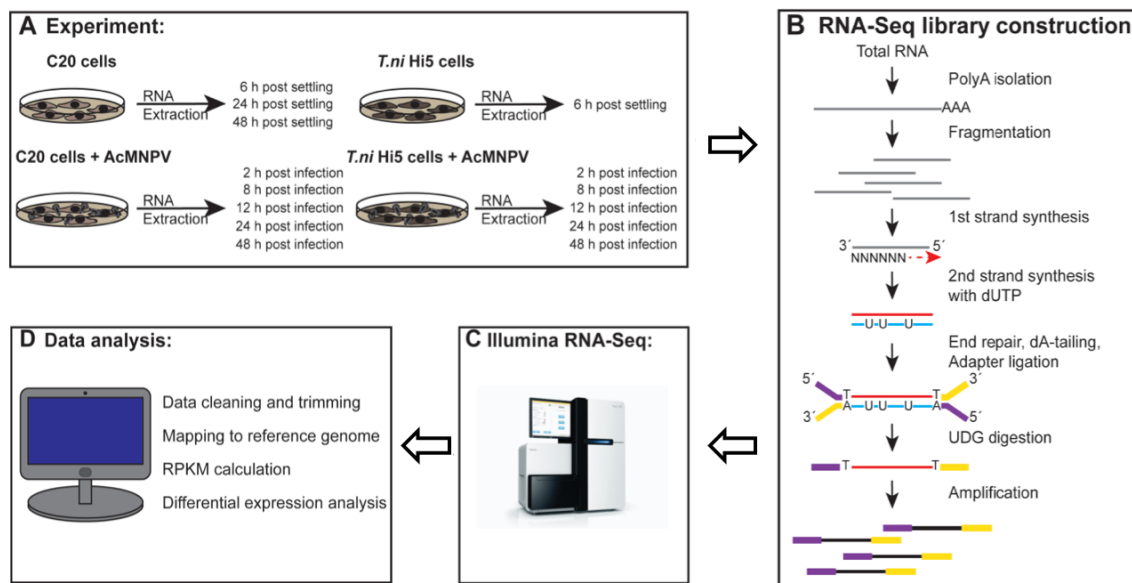 A Experiment:
C20 cells
RNA
Extraction
6 h post settling
24 h post settling
48 h post settling
T.ni Hi5 cells
RNA
Extraction
6 h post settling
C20 cells + AcMNPV
RNA
Extraction
2 h post infection
8 h post infection
12 h post infection
24 h post infection
48 h post infection
T.ni Hi5 cells + AcMNPV
RNA
Extraction
2 h post infection
8 h post infection
12 h post infection
24 h post infection
48 h post infection
B RNA-Seq library construction
Total RNA
PolyA isolation
AAA
Fragmentation
1st strand synthesis
3´ 5´
NNNNNN
2nd strand synthesis
with dUTP
U-U U
End repair, dA-tailing,
Adapter ligation
5´ 3´
T T
A U U U A
3´ 5´
UDG digestion
T T
Amplification
C Illumina RNA-Seq:
D Data analysis:
Data cleaning and trimming
Mapping to reference genome
RPKM calculation
Differential expression analysis